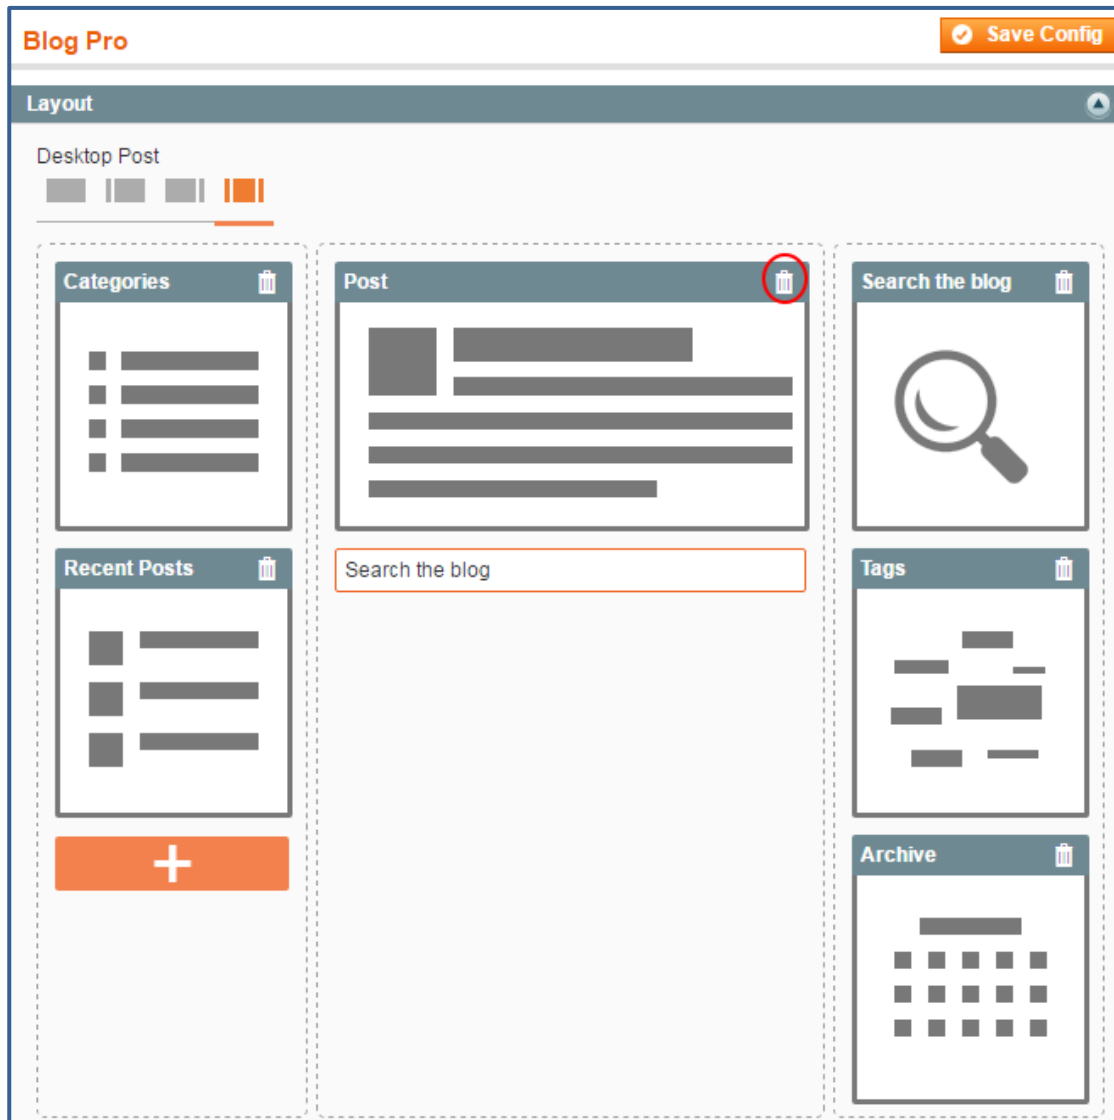 Blog Pro
Save Config
Layout
Desktop Post
Categories
Post
Search the blog
Recent Posts
Search the blog
Tags
Archive